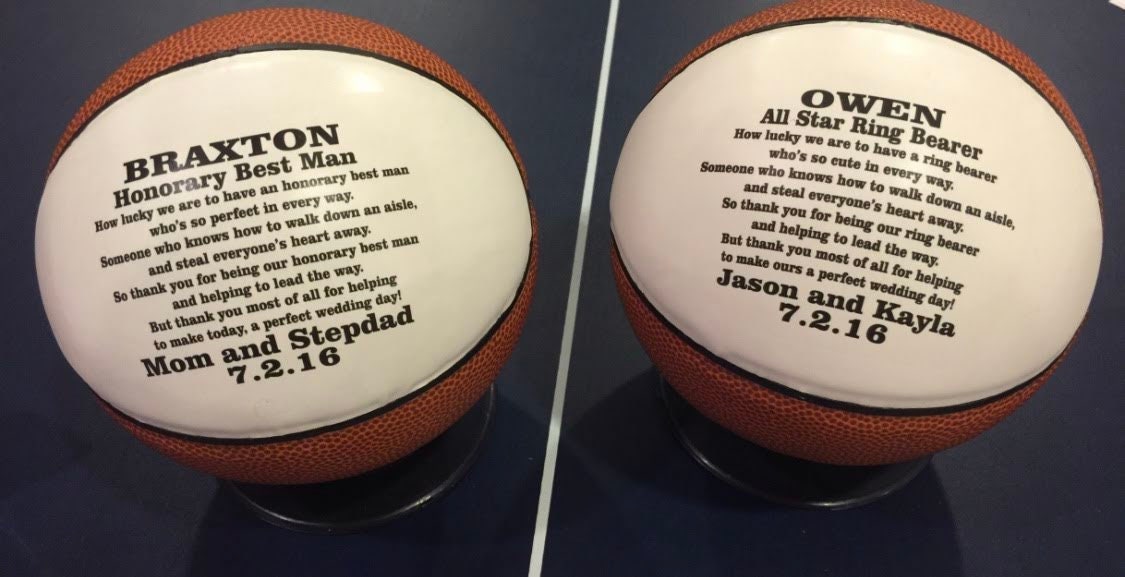 BRAXTON
Honorary Best Man
How lucky we are to have an honorary best man
who's so perfect in every way.
Someone who knows how to walk down an aisle,
and steal everyone's heart away.
So thank you for being our honorary best man
and helping to lead the way.
But thank you most of all for helping
to make today, a perfect wedding day!
Mom and Stepdad
7.2.16
OWEN
All Star Ring Bearer
How lucky we are to have a ring bearer
who's so cute in every way.
Someone who knows how to walk down an aisle,
and steal everyone's heart away.
So thank you for being our ring bearer
and helping to lead the way.
But thank you most of all for helping
to make ours a perfect wedding day!
Jason and Kayla
7.2.16